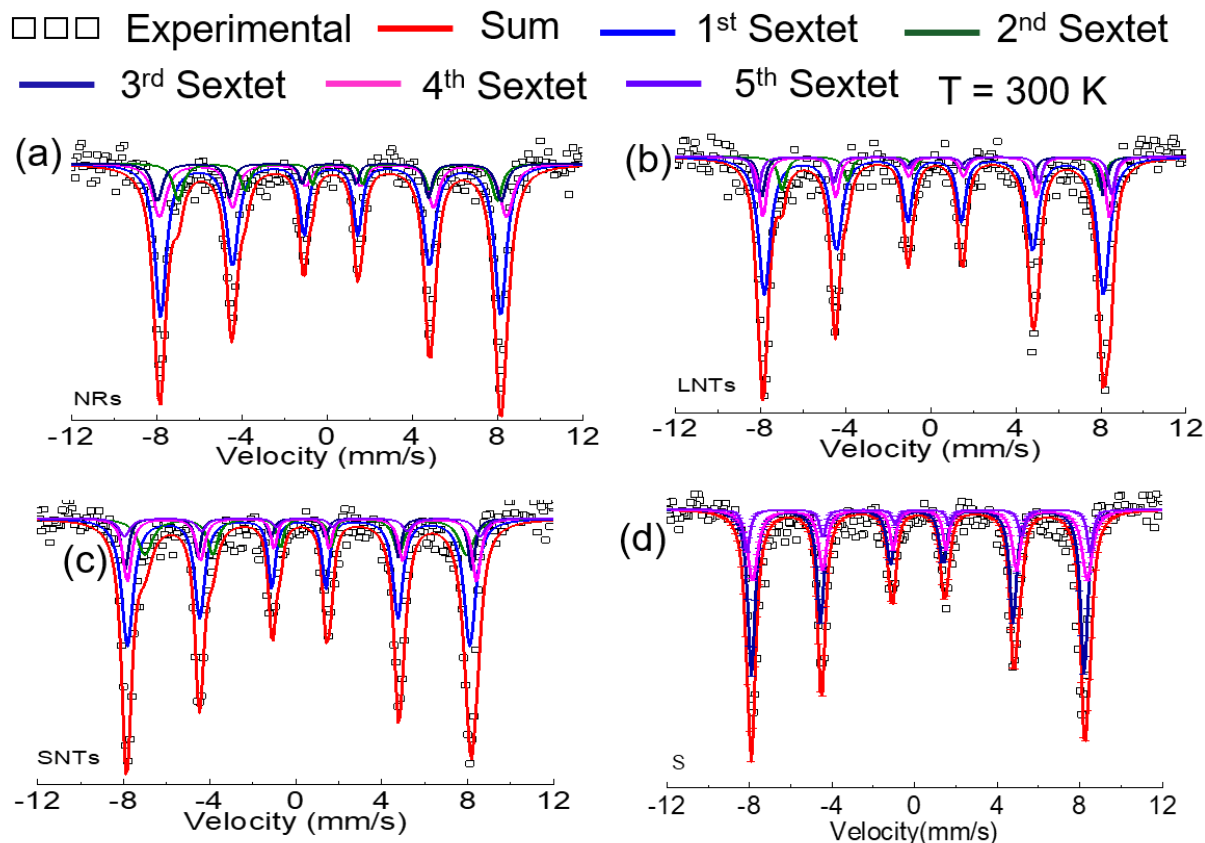 Experimental Sum 1st Sextet 2nd Sextet
3rd Sextet 4th Sextet 5th Sextet T = 300 K
(a)
NRs
-12 -8 -4 0 4 8 12
Velocity (mm/s)
(b)
LNTs
-12 -8 -4 0 4 8 12
Velocity (mm/s)
(c)
SNTs
-12 -8 -4 0 4 8 12
Velocity (mm/s)
(d)
S
-12 -8 -4 0 4 8 12
Velocity(mm/s)